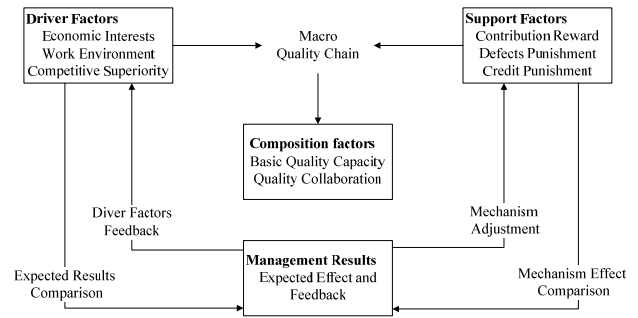 Driver Factors
Economic Interests
Work Environment
Competitive Superiority
Macro
Quality Chain
Support Factors
Contribution Reward
Defects Punishment
Credit Punishment
Composition factors
Basic Quality Capacity
Quality Collaboration
Diver Factors
Feedback
Mechanism
Adjustment
Management Results
Expected Effect and
Feedback
Expected Results
Comparison
Mechanism Effect
Comparison